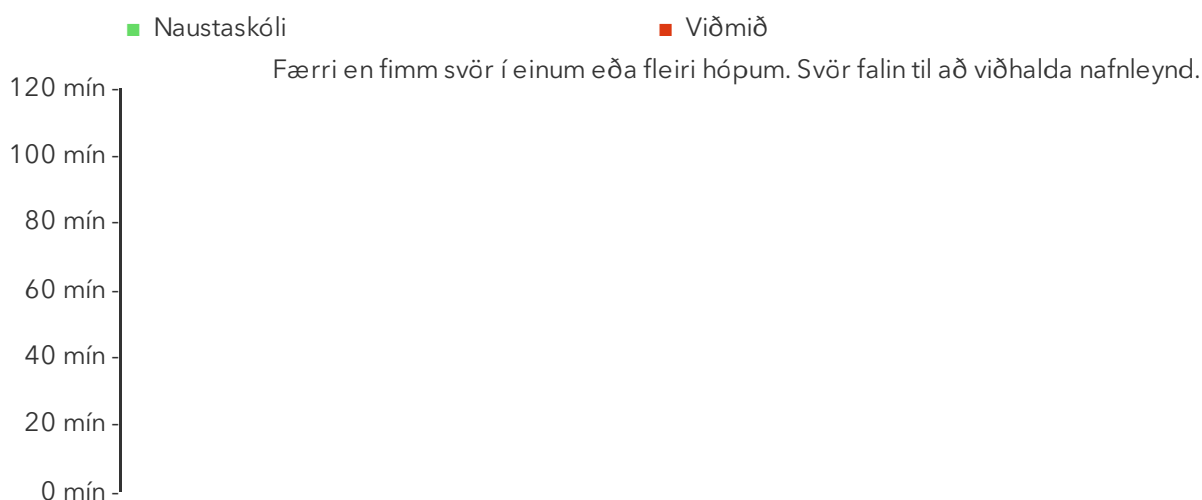 Naustaskóli
Viðmið
Færri en fimm svör í einum eða fleiri hópum. Svör falin til að viðhalda nafnleynd.
120 mín
100 mín
80 mín
60 mín
40 mín
20 mín
0 mín